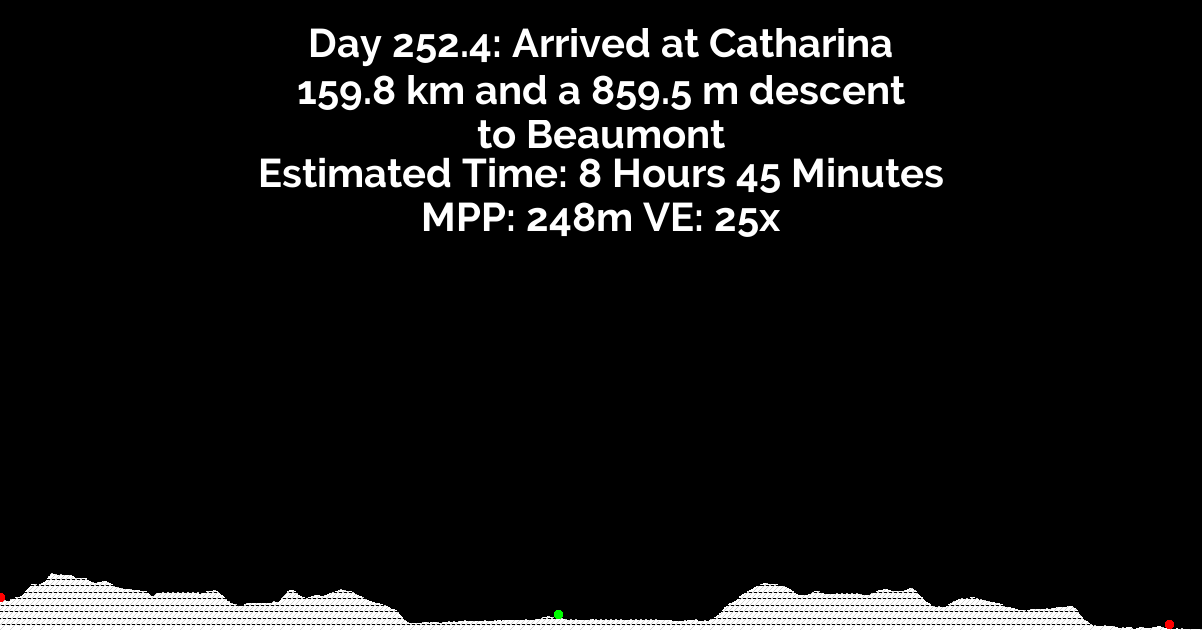 Day 252.4: Arrived at Catharina
159.8 km and a 859.5 m descent
to Beaumont
Estimated Time: 8 Hours 45 Minutes
MPP: 248m VE: 25x